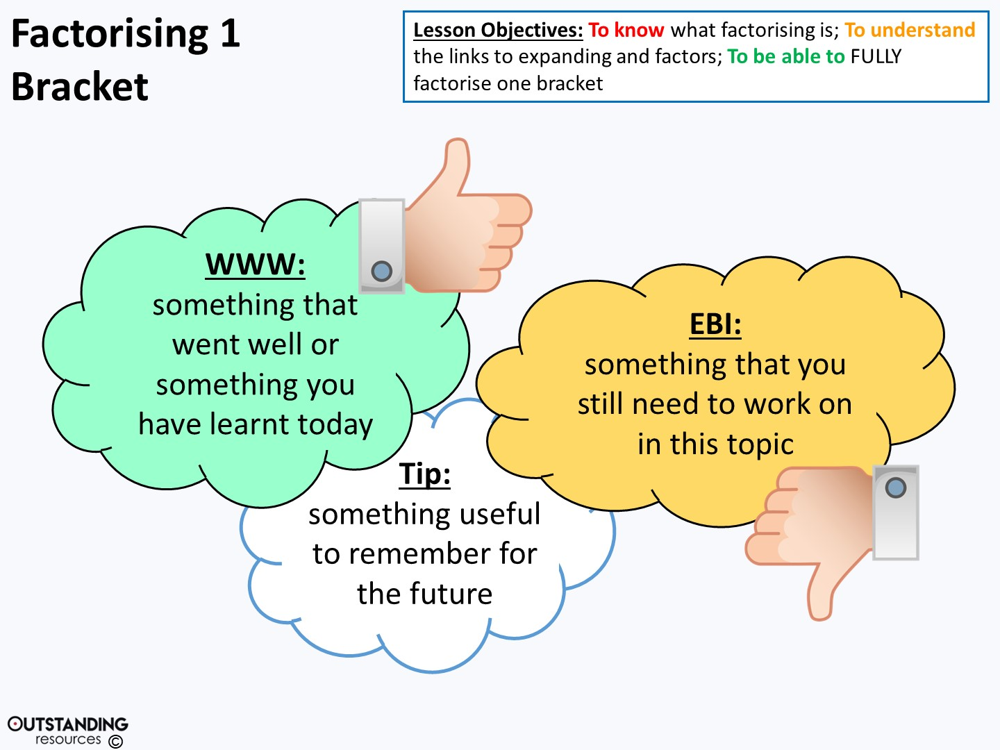 Factorising 1
Bracket
Lesson Objectives: To know what factorising is; To understand
the links to expanding and factors; To be able to FULLY
factorise one bracket
WWW:
something that
went well or
something you
have learnt today
EBI:
something that you
still need to work on
in this topic
Tip:
something useful
to remember for
the future
OUTSTANDING
resources ©